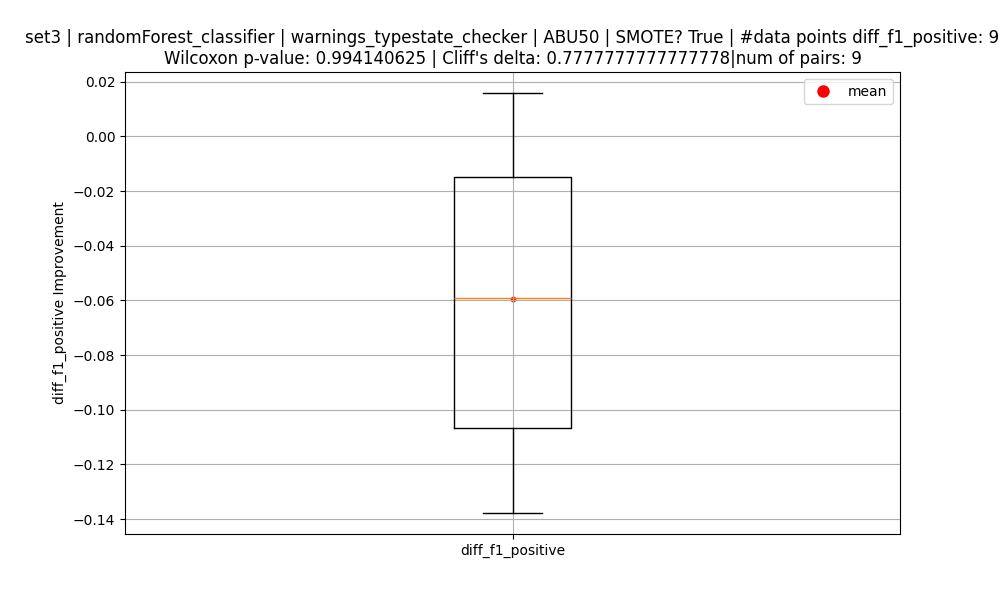 set3 | randomForest_classifier | warnings_typestate_checker | ABU50 | SMOTE? True | #data points diff_f1_positive: 9
Wilcoxon p-value: 0.994140625 | Cliff's delta: 0.7777777777777778|num of pairs: 9
mean
0.02
0.00
−0.02
−0.04
−0.06
−0.08
−0.10
−0.12
−0.14
diff_f1_positive Improvement
diff_f1_positive